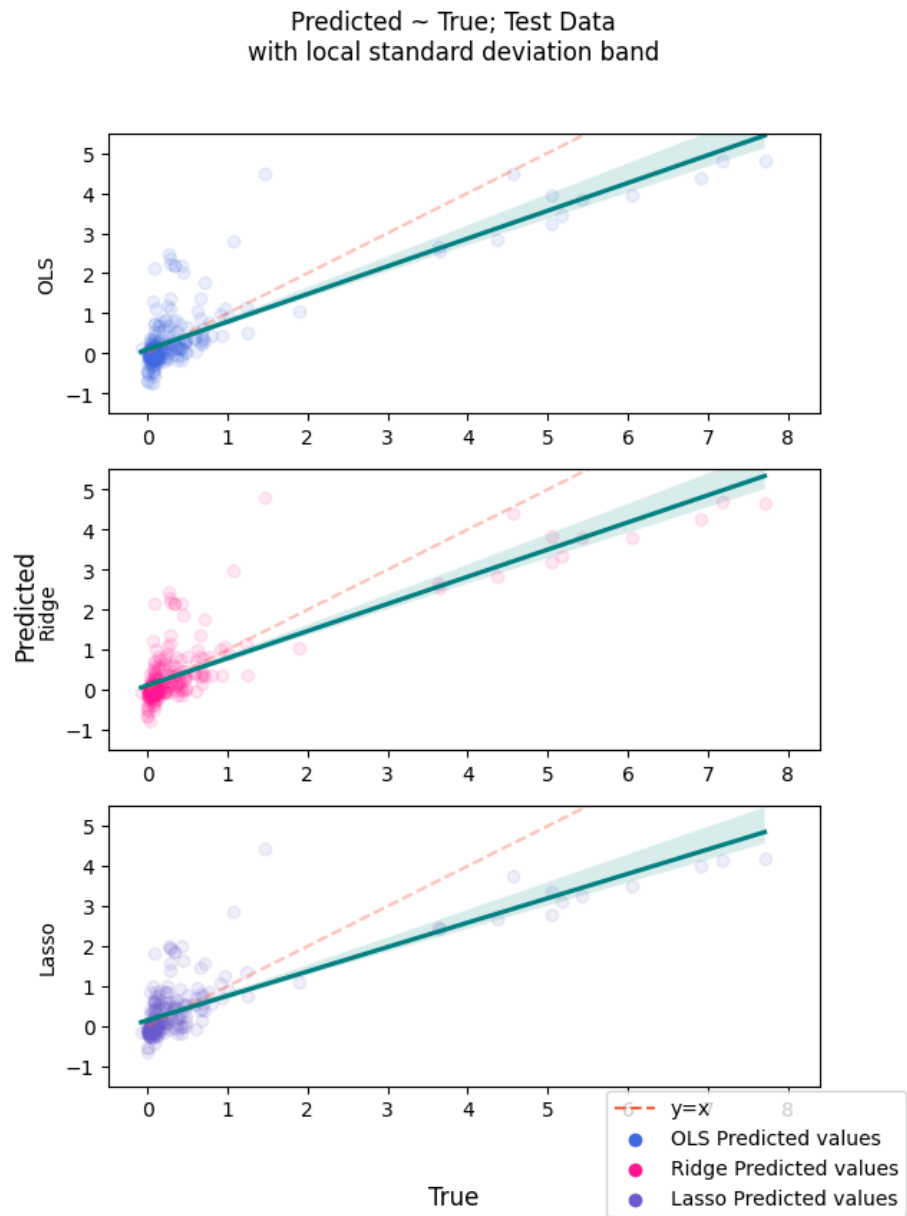 Predicted ~ True; Test Data
with local standard deviation band
5
4
3
2
1
0
−1
OLS
0 1 2 3 4 5 6 7 8
5
4
3
2
1
0
−1
Predicted
Ridge
0 1 2 3 4 5 6 7 8
5
4
3
2
1
0
−1
Lasso
0 1 2 3 4 5 6 7 8
y=x
OLS Predicted values
Ridge Predicted values
Lasso Predicted values
True